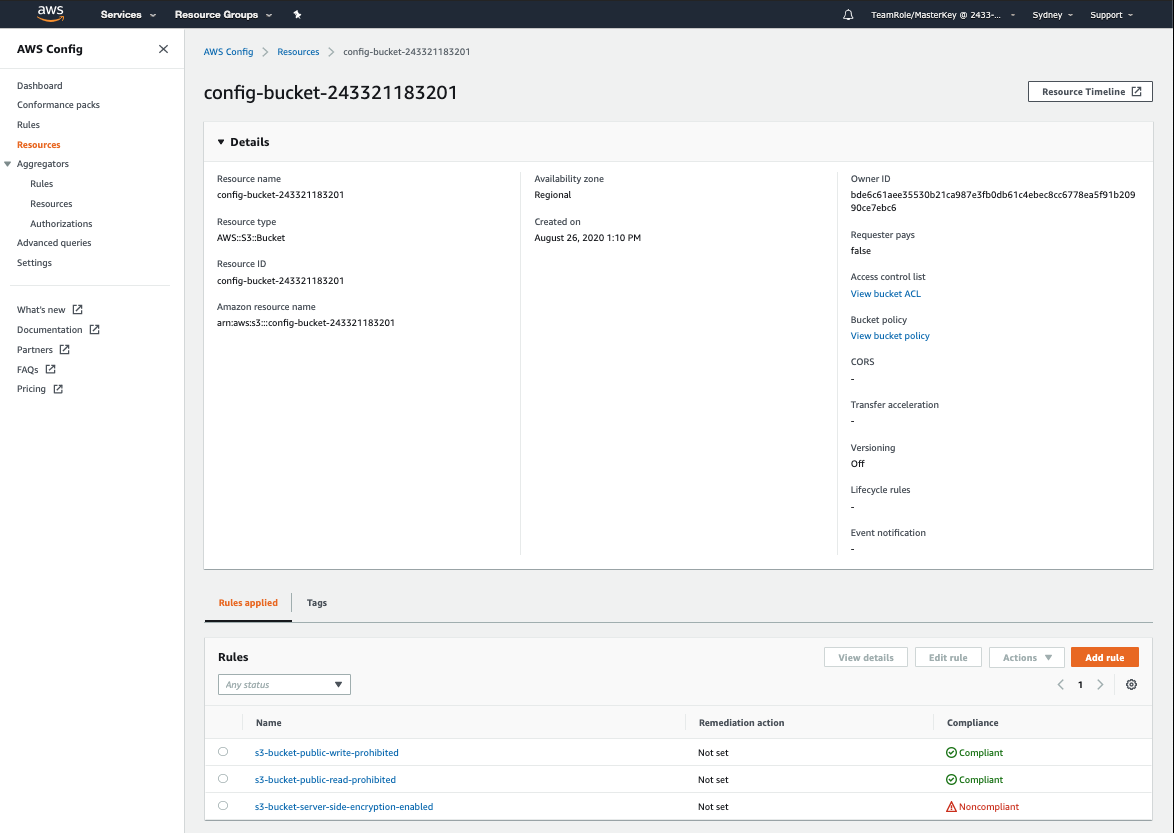 aws
Services
Resource Groups
TeamRole/MasterKey @ 2433-...
Sydney
Support
AWS Config
Dashboard
Conformance packs
Rules
Resources
Aggregators
Rules
Resources
Authorizations
Advanced queries
Settings
What's new
Documentation
Partners
FAQs
Pricing
AWS Config > Resources > config-bucket-243321183201
config-bucket-243321183201
Resource Timeline
Details
Resource name
config-bucket-243321183201
Resource type
AWS::S3::Bucket
Resource ID
config-bucket-243321183201
Amazon resource name
arn:aws:s3:::config-bucket-243321183201
Availability zone
Regional
Created on
August 26, 2020 1:10 PM
Owner ID
bde6c61aee35530b21ca987e3fb0db61c4ebec8cc6778ea5f91b209
90ce7ebc6
Requester pays
false
Access control list
View bucket ACL
Bucket policy
View bucket policy
CORS
-
Transfer acceleration
-
Versioning
Off
Lifecycle rules
-
Event notification
-
Rules applied
Tags
Rules
View details
Edit rule
Actions
Add rule
Any status
1
Name Remediation action Compliance
s3-bucket-public-write-prohibited Not set Compliant
s3-bucket-public-read-prohibited Not set Compliant
s3-bucket-server-side-encryption-enabled Not set Noncompliant